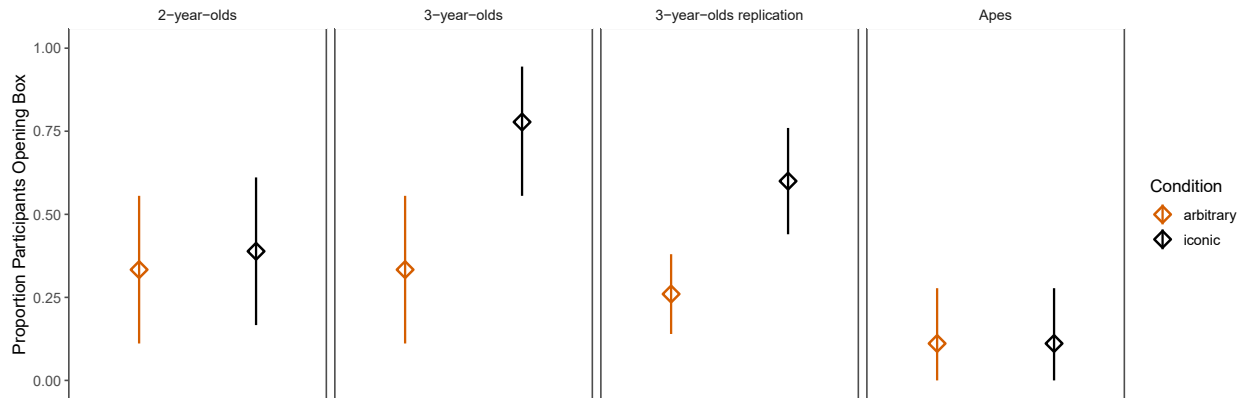 2−year−olds
3−year−olds
3−year−olds replication
Apes
Proportion Participants Opening Box
1.00
0.75
0.50
0.25
0.00
Condition
arbitrary
iconic